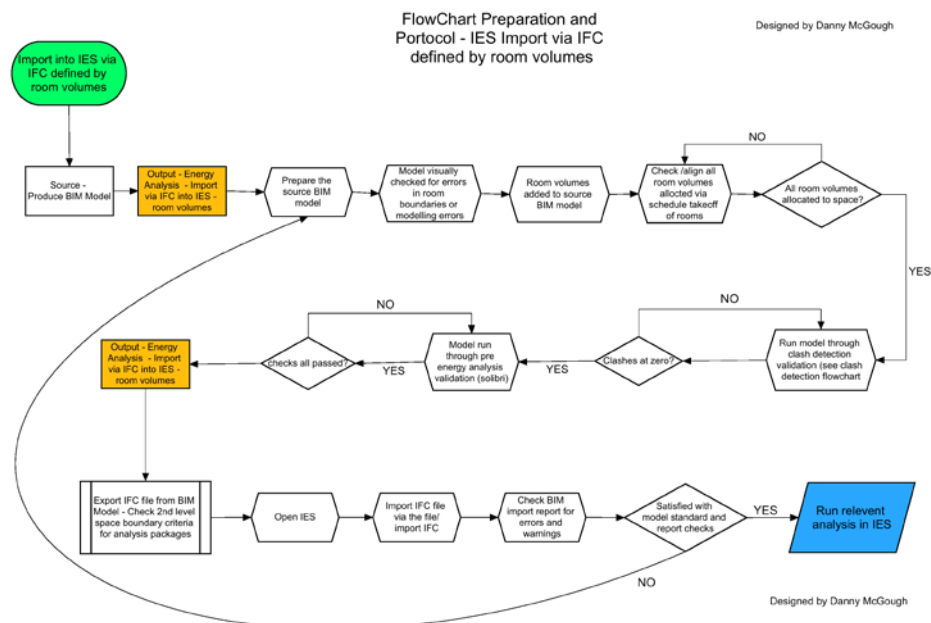 FlowChart Preparation and
Portocol - IES Import via IFC
defined by room volumes
Designed by Danny McGough
Import into IES via
IFC defined by
room volumes
Source -
Produce BIM Model
Output - Energy
Analysis - Import
via IFC into IES -
room volumes
Prepare the
source BIM
model
Model visually
checked for errors
in room
boundaries or
modelling errors
Room volumes
added to source
BIM model
Check /align all
room volumes
allocted via
schedule takeoff
of rooms
NO
All room volumes
allocated to space?
YES
Run model through
clash detection
validation (see clash
detection flowchart
NO
Clashes at zero?
YES
Model run
through pre
energy analysis
validation (solibri)
NO
checks all passed?
YES
Output - Energy
Analysis - Import
via IFC into IES -
room volumes
Export IFC file from BIM
Model - Check 2nd level
space boundary criteria
for analysis packages
Open IES
Import IFC file
via the file/
import IFC
Check BIM
import report for
errors and
warnings
Satisfied with
model standard and
report checks
YES
Run relevent
analysis in IES
NO
Designed by Danny McGough